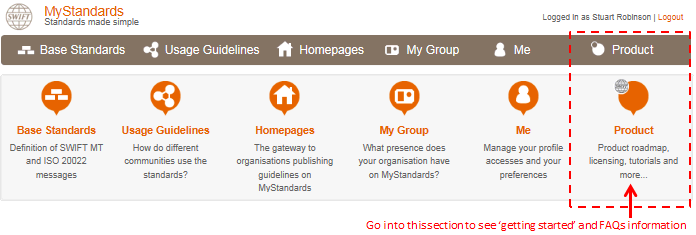 SWIFT
MyStandards
Standards made simple
Logged in as Stuart Robinson | Logout
Base Standards
Usage Guidelines
Homepages
My Group
Me
Product
Base Standards
Definition of SWIFT MT
and ISO 20022
messages
Usage Guidelines
How do different
communities use the
standards?
Homepages
The gateway to
organisations publishing
guidelines on
MyStandards
My Group
What presence does
your organisation have
on MyStandards?
Me
Manage your profile
accesses and your
preferences
SWIFT
Product
Product roadmap,
licensing, tutorials and
more...
Go into this section to see ‘getting started’ and FAQs information